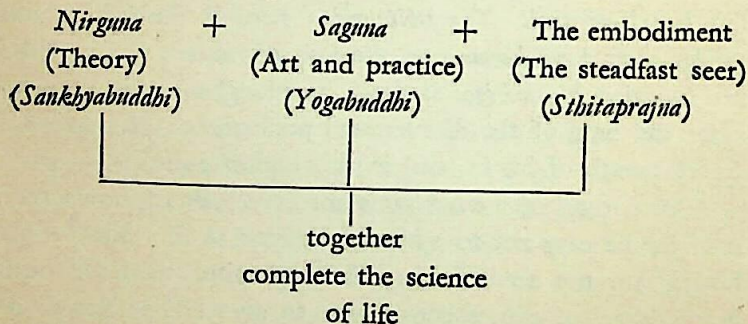 Nirguna + Saguna + The embodiment
(Theory) (Art and practice) (The steadfast seer)
(Sankhyabuddhi) (Yogabuddhi) (Sthitaprajna)
together
complete the science
of life